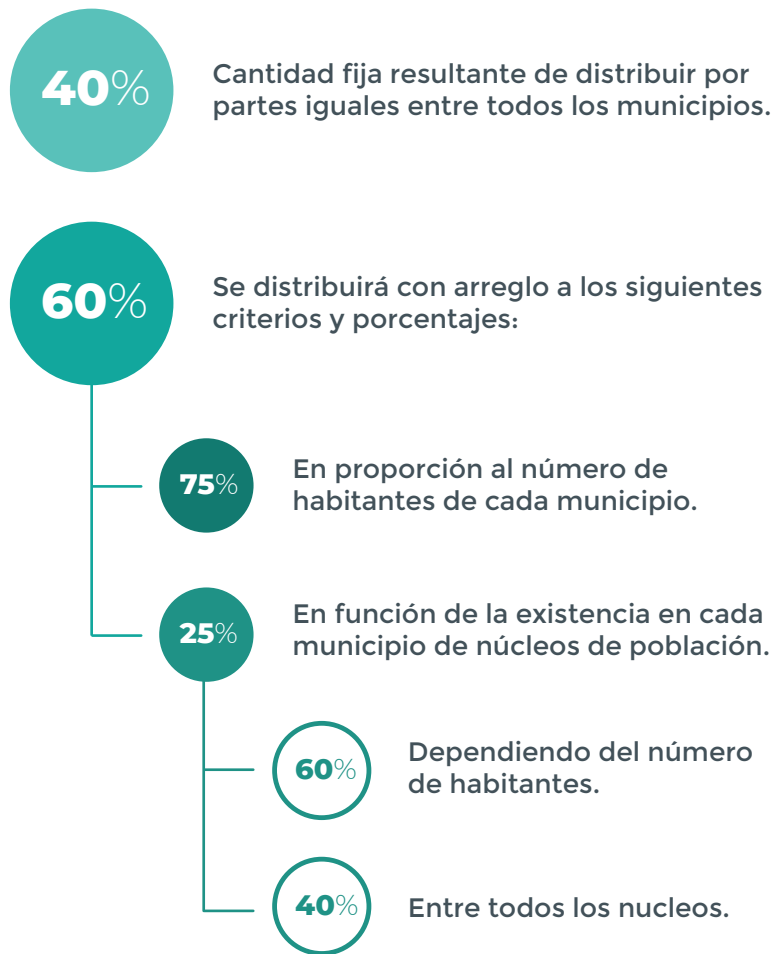 40%
Cantidad fija resultante de distribuir por
partes iguales entre todos los municipios.
60%
Se distribuirá con arreglo a los siguientes
criterios y porcentajes:
75%
En proporción al número de
habitantes de cada municipio.
25%
En función de la existencia en cada
municipio de núcleos de población.
60%
Dependiendo del número
de habitantes.
40%
Entre todos los nucleos.